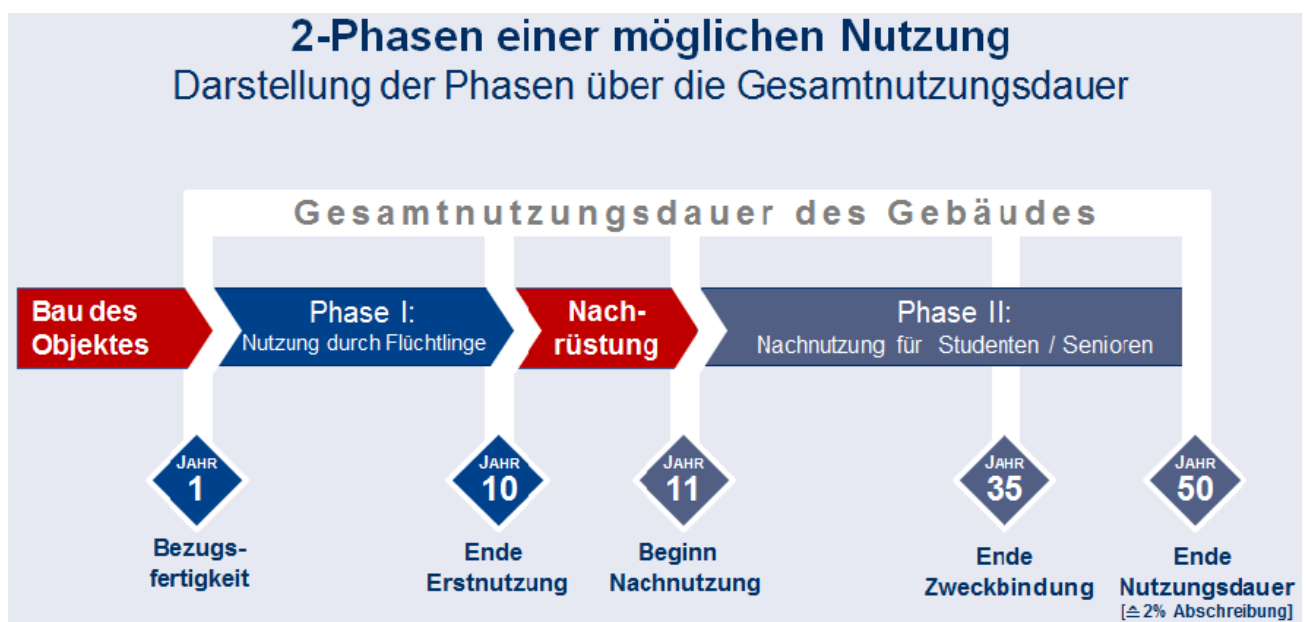 2-Phasen einer möglichen Nutzung
Darstellung der Phasen über die Gesamtnutzungsdauer
Gesamtnutzungsdauer des Gebäudes
Bau des
Objektes
Phase I:
Nutzung durch Flüchtlinge
Nach-
rüstung
Phase II:
Nachnutzung für Studenten / Senioren
JAHR
1
Bezugs-
fertigkeit
JAHR
10
Ende
Erstnutzung
JAHR
11
Beginn
Nachnutzung
JAHR
35
Ende
Zweckbindung
JAHR
50
Ende
Nutzungsdauer
[≙ 2% Abschreibung]